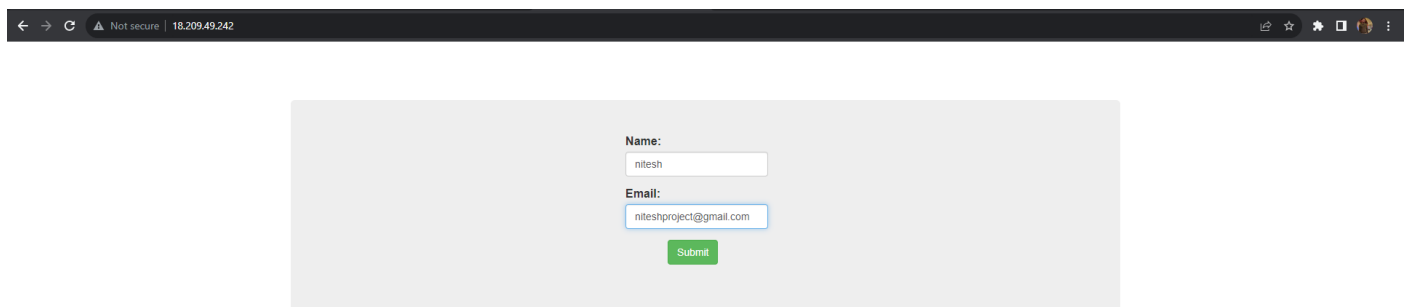 Not secure | 18.209.49.242
Name:
nitesh
Email:
niteshproject@gmail.com
Submit